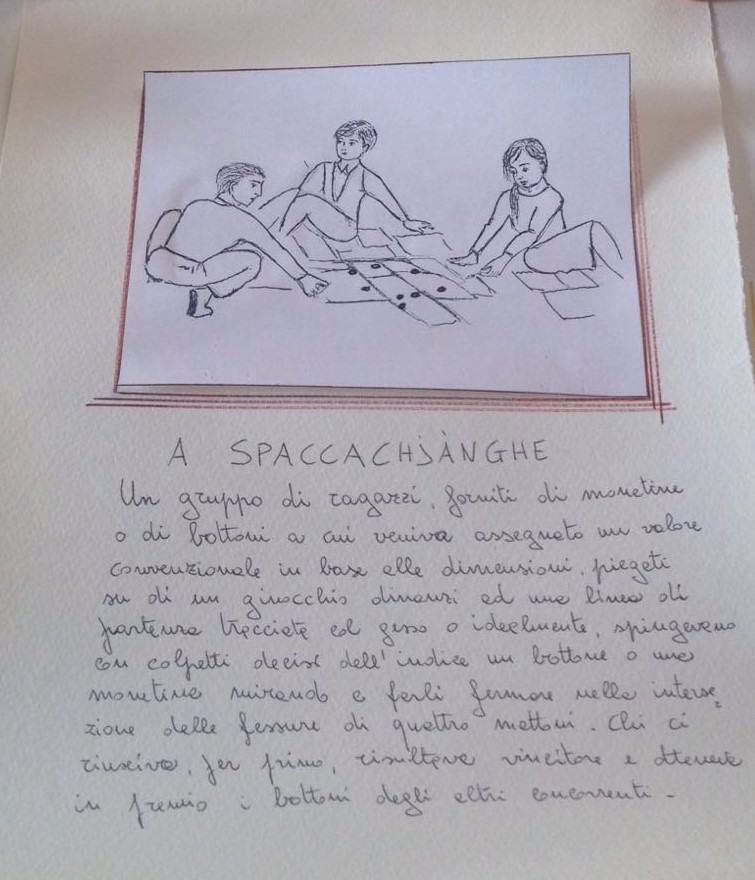 A SPACCACHJÀNGHE
Un gruppo di ragazzi, forniti di monetine
o di bottoni a cui veniva assegnato un valore
convenzionale in base alle dimensioni, piegati
su di un ginocchio dinanzi ad una linea di
partenza tracciata col gesso o idealmente, spingevano
con colpetti decisi dell'indice un bottone o una
monetina mirando a farli fermare nella interse
zione delle fessure di quattro mattoni. Chi ci
riusciva, per primo, risultava vincitore e otteneva
in premio i bottoni degli altri concorrenti -